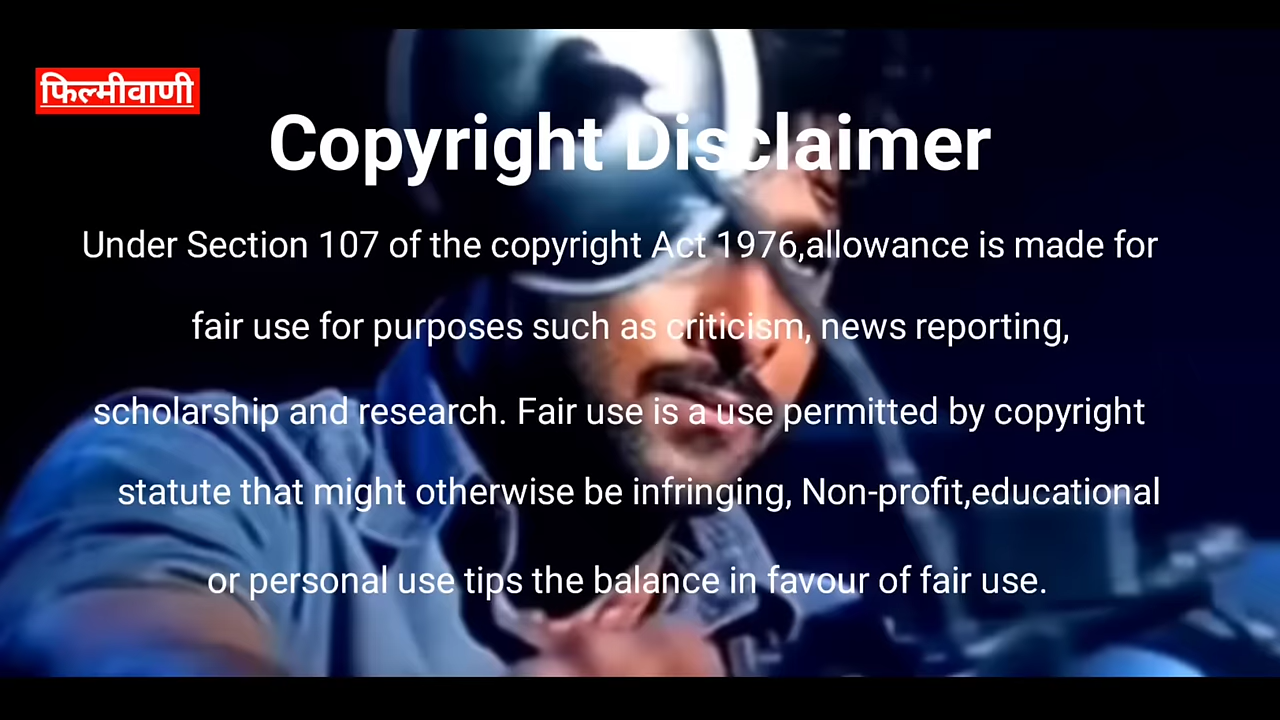 फिल्मीवाणी
Copyright Disclaimer
Under Section 107 of the copyright Act 1976,allowance is made for
fair use for purposes such as criticism, news reporting,
scholarship and research. Fair use is a use permitted by copyright
statute that might otherwise be infringing, Non-profit,educational
or personal use tips the balance in favour of fair use.